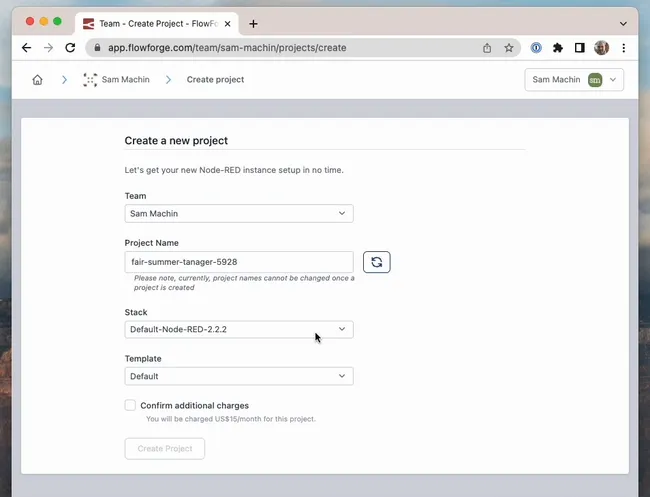 Team - Create Project - FlowFo
app.flowforge.com/team/sam-machin/projects/create
Sam Machin
Create project
Sam Machin
sm
Create a new project
Let's get your new Node-RED instance setup in no time.
Team
Sam Machin
Project Name
fair-summer-tanager-5928
Please note, currently, project names cannot be changed once a
project is created
Stack
Default-Node-RED-2.2.2
Template
Default
Confirm additional charges
You will be charged US$15/month for this project.
Create Project